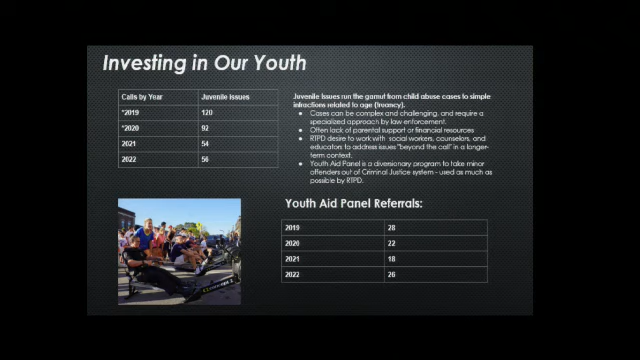 Investing in Our Youth
Calls by Year Juvenile Issues
*2019 120
*2020 92
2021 54
2022 56
Juvenile Issues run the gamut from child abuse cases to simple
infractions related to age (truancy).
• Cases can be complex and challenging, and require a
specialized approach by law enforcement.
• Often lack of parental support or financial resources
• RTPD desire to work with social workers, counselors, and
educators to address issues "beyond the call" in a longer-
term context.
• Youth Aid Panel is a diversionary program to take minor
offenders out of Criminal Justice system - used as much as
possible by RTPD.
Youth Aid Panel Referrals:
2019 28
2020 22
2021 18
2022 26